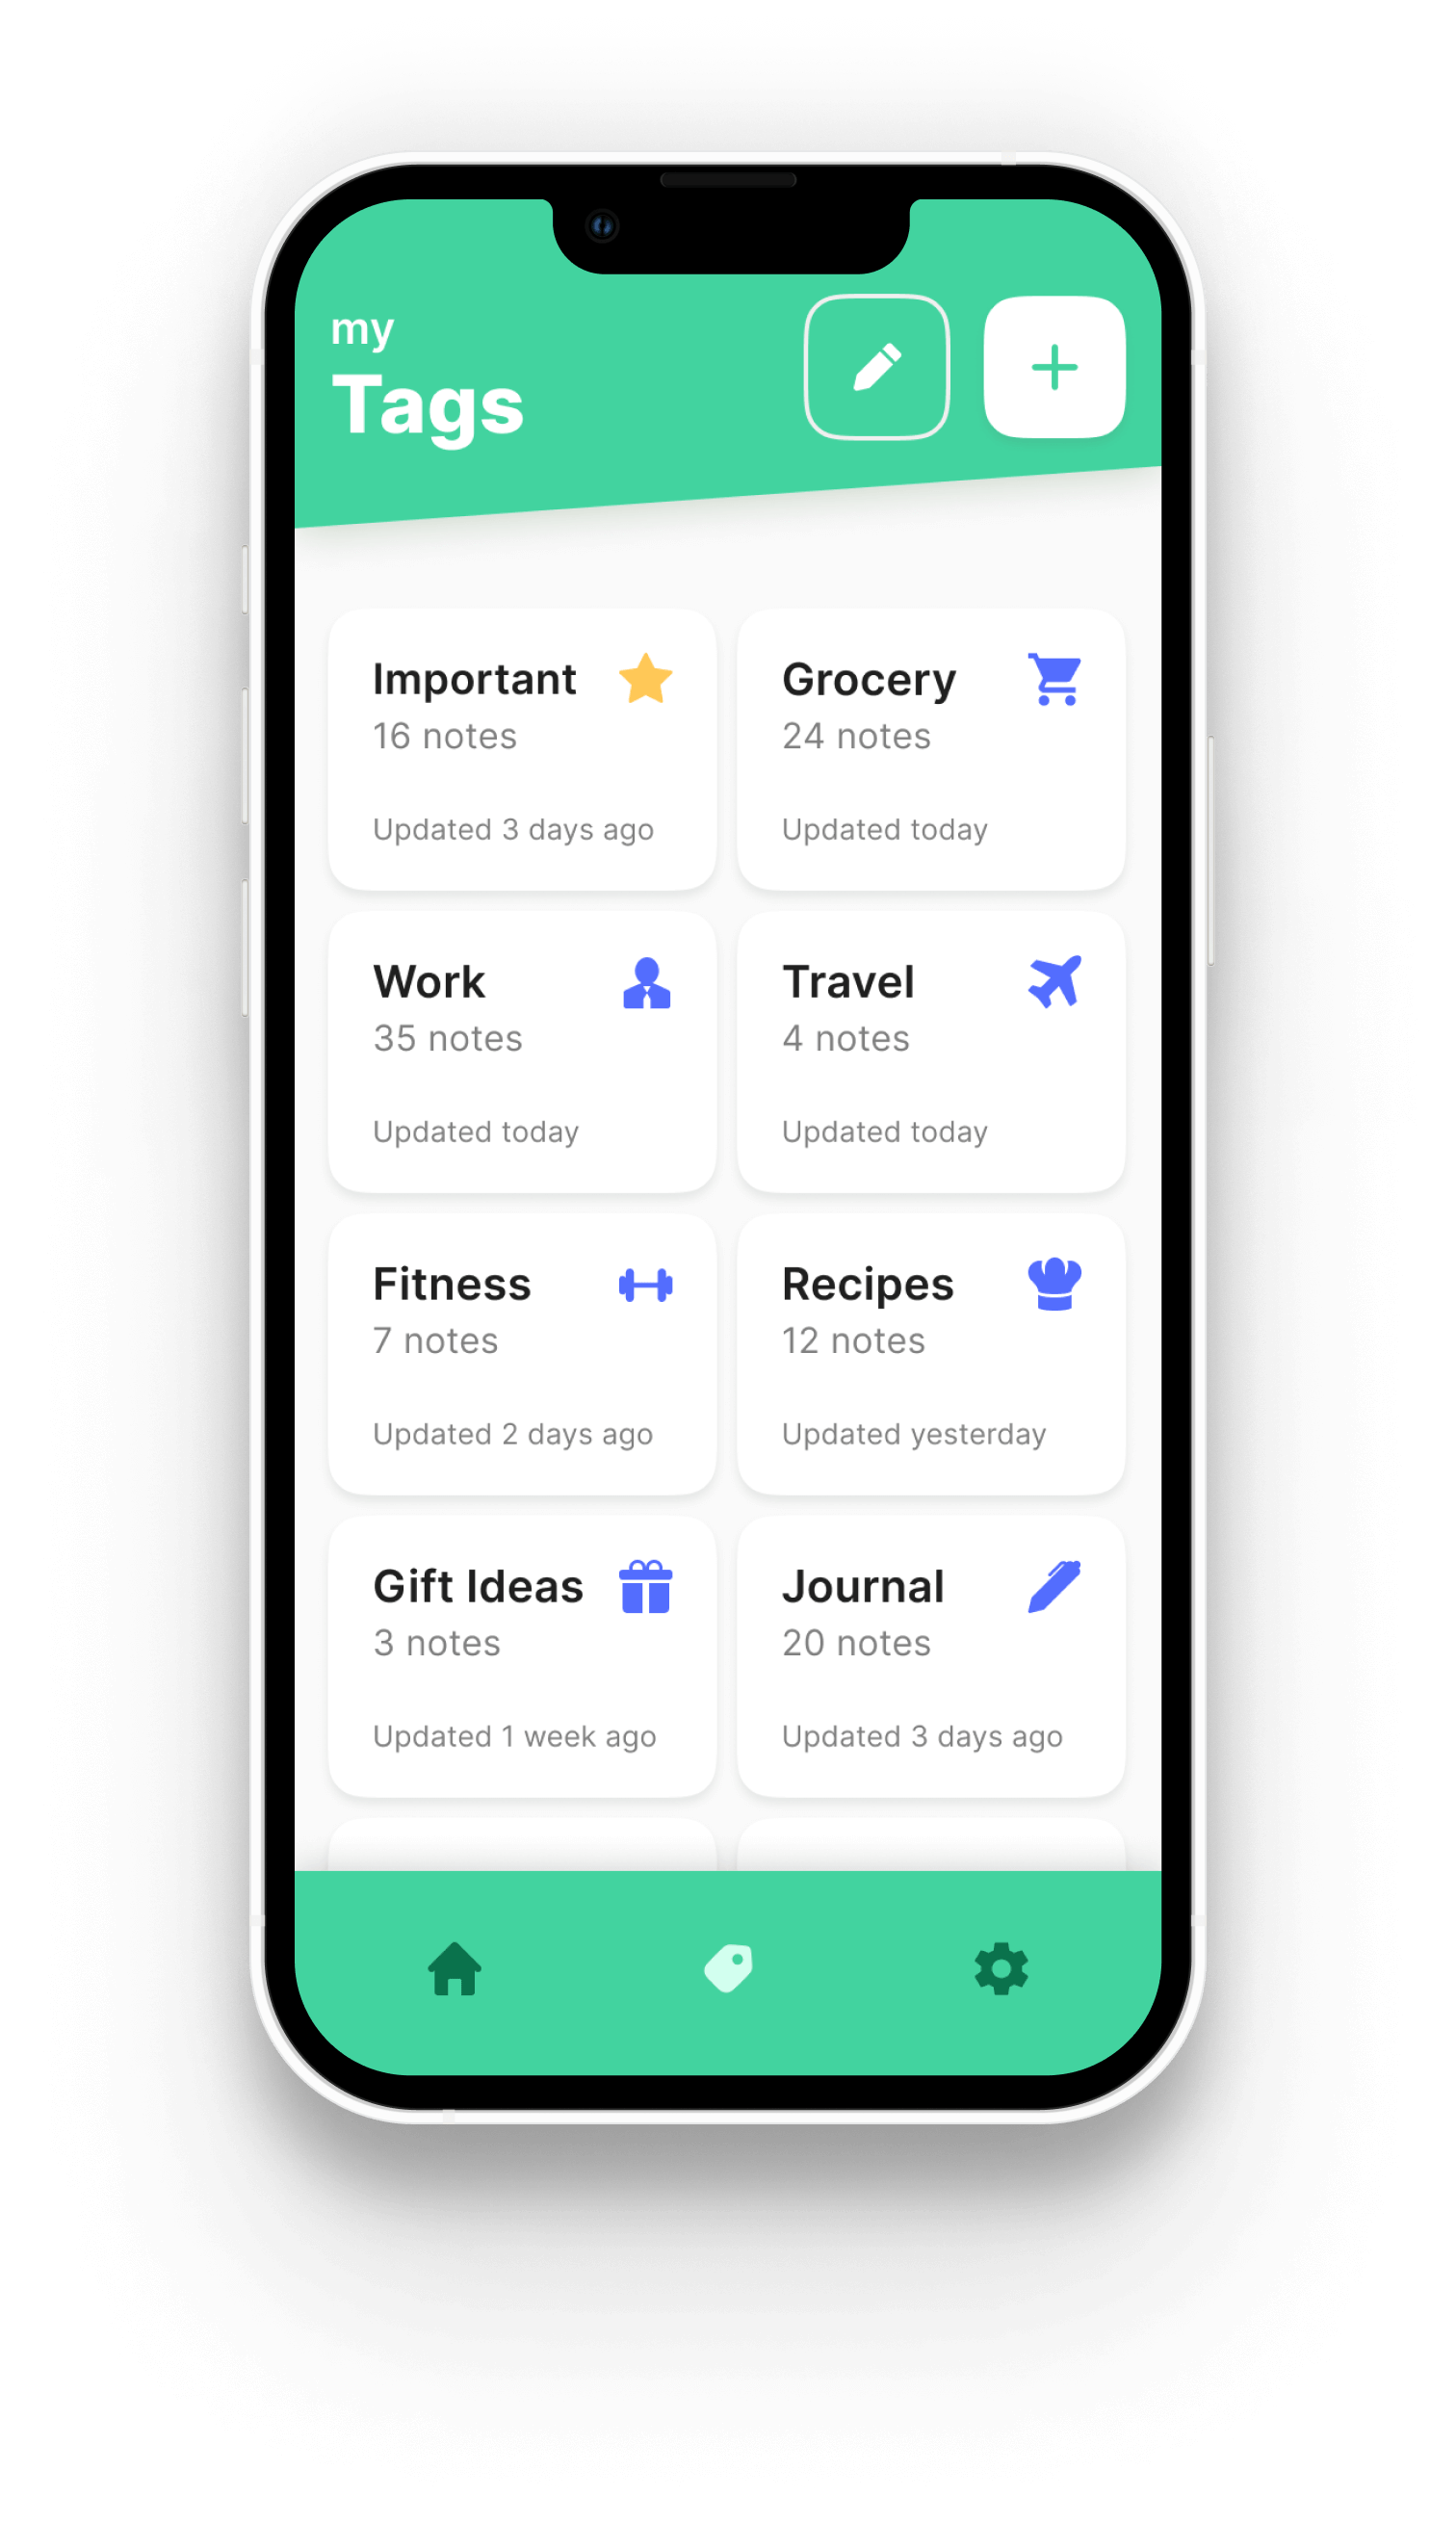 my
Tags
Important
16 notes
Updated 3 days ago
Grocery
24 notes
Updated today
Work
35 notes
Updated today
Travel
4 notes
Updated today
Fitness
7 notes
Updated 2 days ago
Recipes
12 notes
Updated yesterday
Gift Ideas
3 notes
Updated 1 week ago
Journal
20 notes
Updated 3 days ago